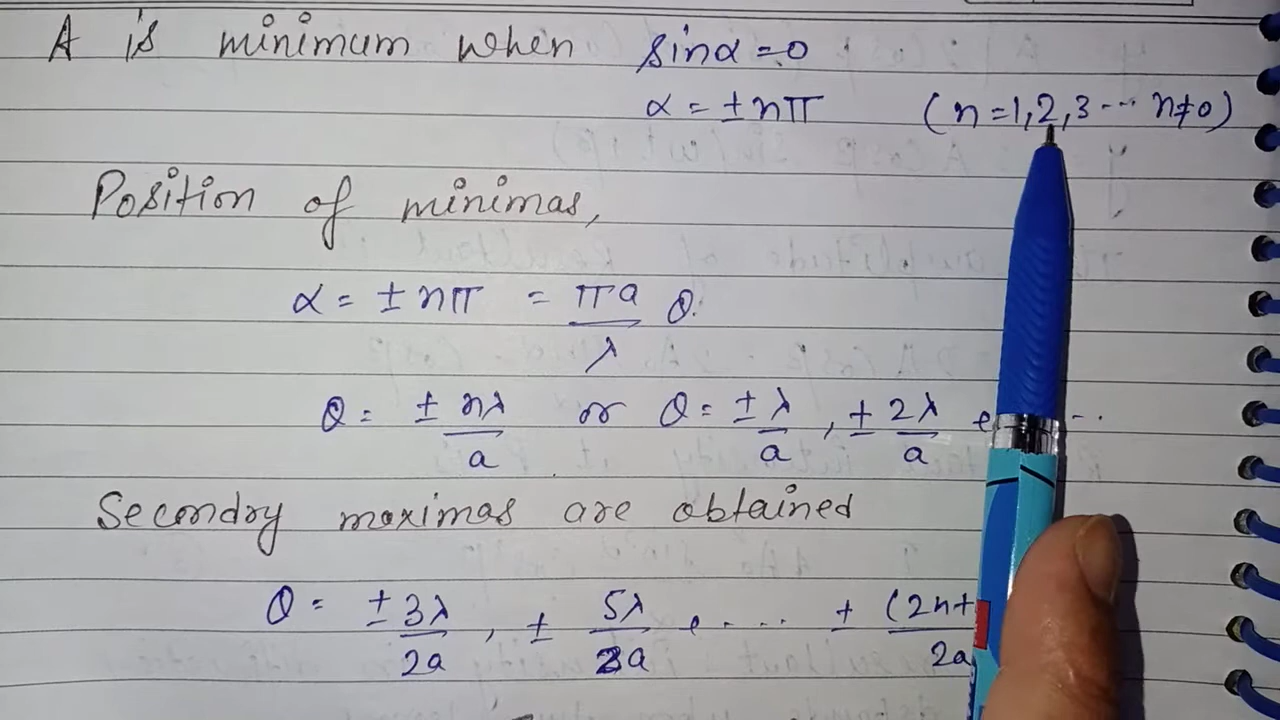 A is minimum when sinα=0
α = ±nπ (n=1,2,3 ... n≠0)
Position of minimas,
α = ±nπ = πa/λ θ
θ = ± nλ/a or θ = ± λ/a , ± 2λ/a ...
Secondry maximas are obtained
θ = ± 3λ/2a , ± 5λ/2a .... ± (2n+ /2a